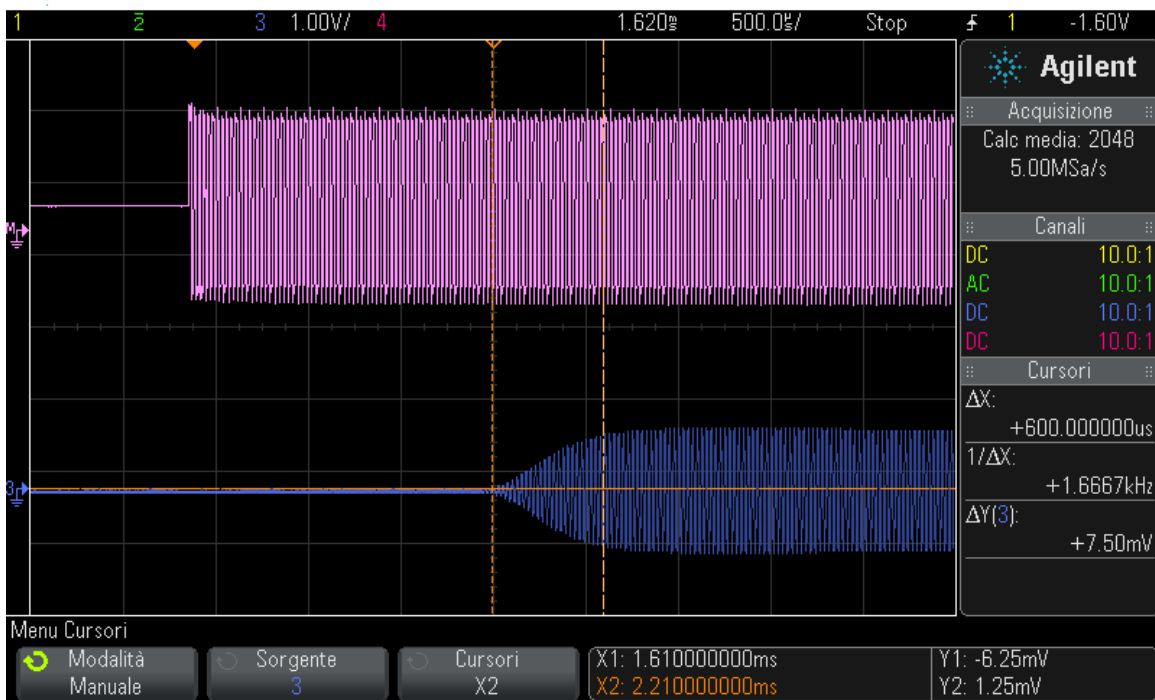 1 2 3 1.00V/ 4 1.620ms 500.0us/ Stop 1 -1.60V
Agilent
Acquisizione
Calc media: 2048
5.00MSa/s
Canali
DC 10.0:1
AC 10.0:1
DC 10.0:1
DC 10.0:1
Cursori
ΔX:
+600.000000us
1/ΔX:
+1.6667kHz
ΔY(3):
+7.50mV
M
3
Menu Cursori
Modalità
Manuale
Sorgente
3
Cursori
X2
X1: 1.610000000ms
X2: 2.210000000ms
Y1: -6.25mV
Y2: 1.25mV